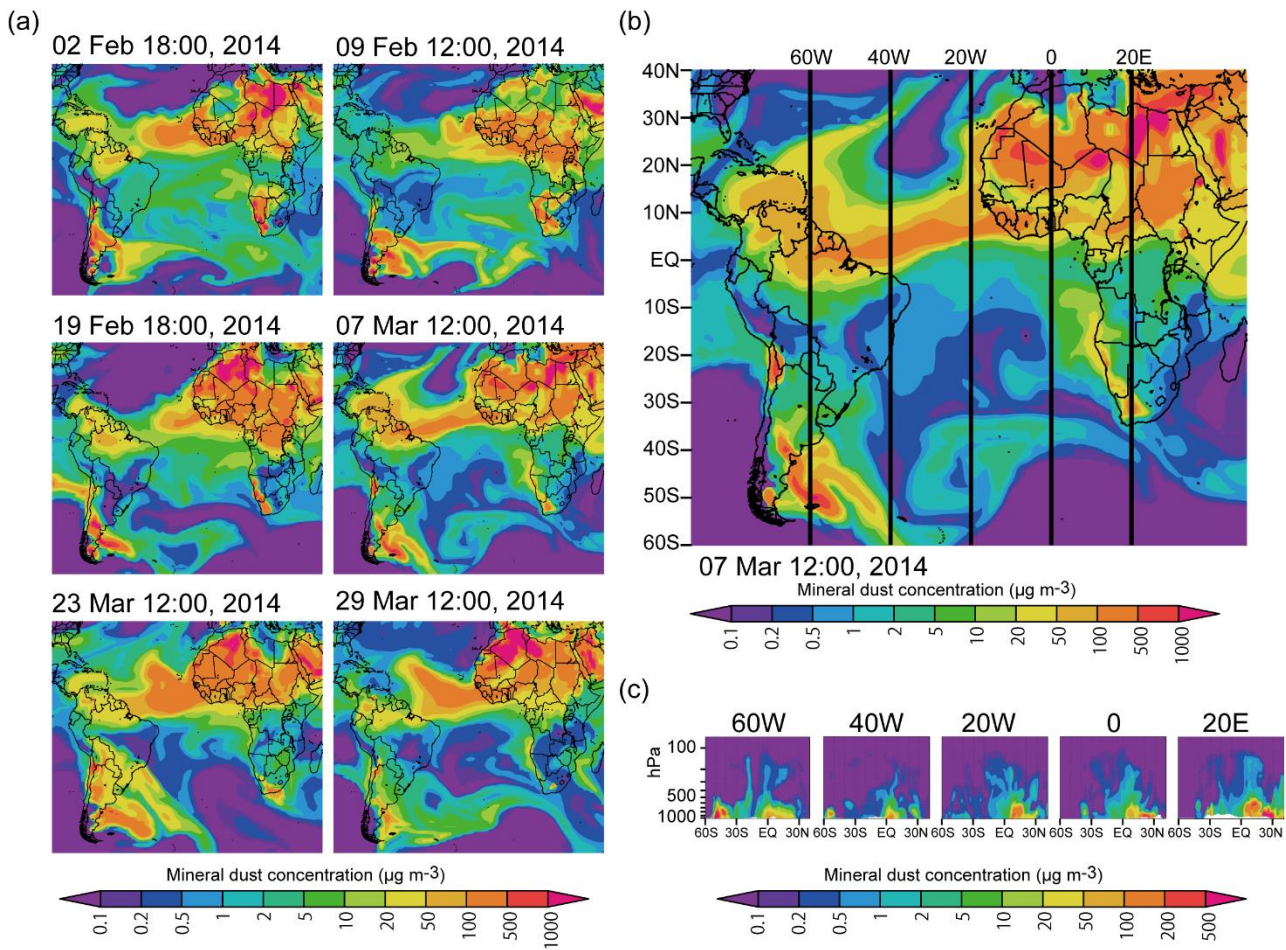 (a)
02 Feb 18:00, 2014 09 Feb 12:00, 2014
19 Feb 18:00, 2014 07 Mar 12:00, 2014
23 Mar 12:00, 2014 29 Mar 12:00, 2014
Mineral dust concentration (µg m-3)
0.1 0.2 0.5 1 2 5 10 20 50 100 500 1000
(b)
60W 40W 20W 0 20E
40N
30N
20N
10N
EQ
10S
20S
30S
40S
50S
60S
07 Mar 12:00, 2014
Mineral dust concentration (µg m-3)
0.1 0.2 0.5 1 2 5 10 20 50 100 500 1000
(c)
60W 40W 20W 0 20E
hPa
100
500
1000
60S 30S EQ 30N 60S 30S EQ 30N 60S 30S EQ 30N 60S 30S EQ 30N 60S 30S EQ 30N
Mineral dust concentration (µg m-3)
0.1 0.2 0.5 1 2 5 10 20 50 100 200 500